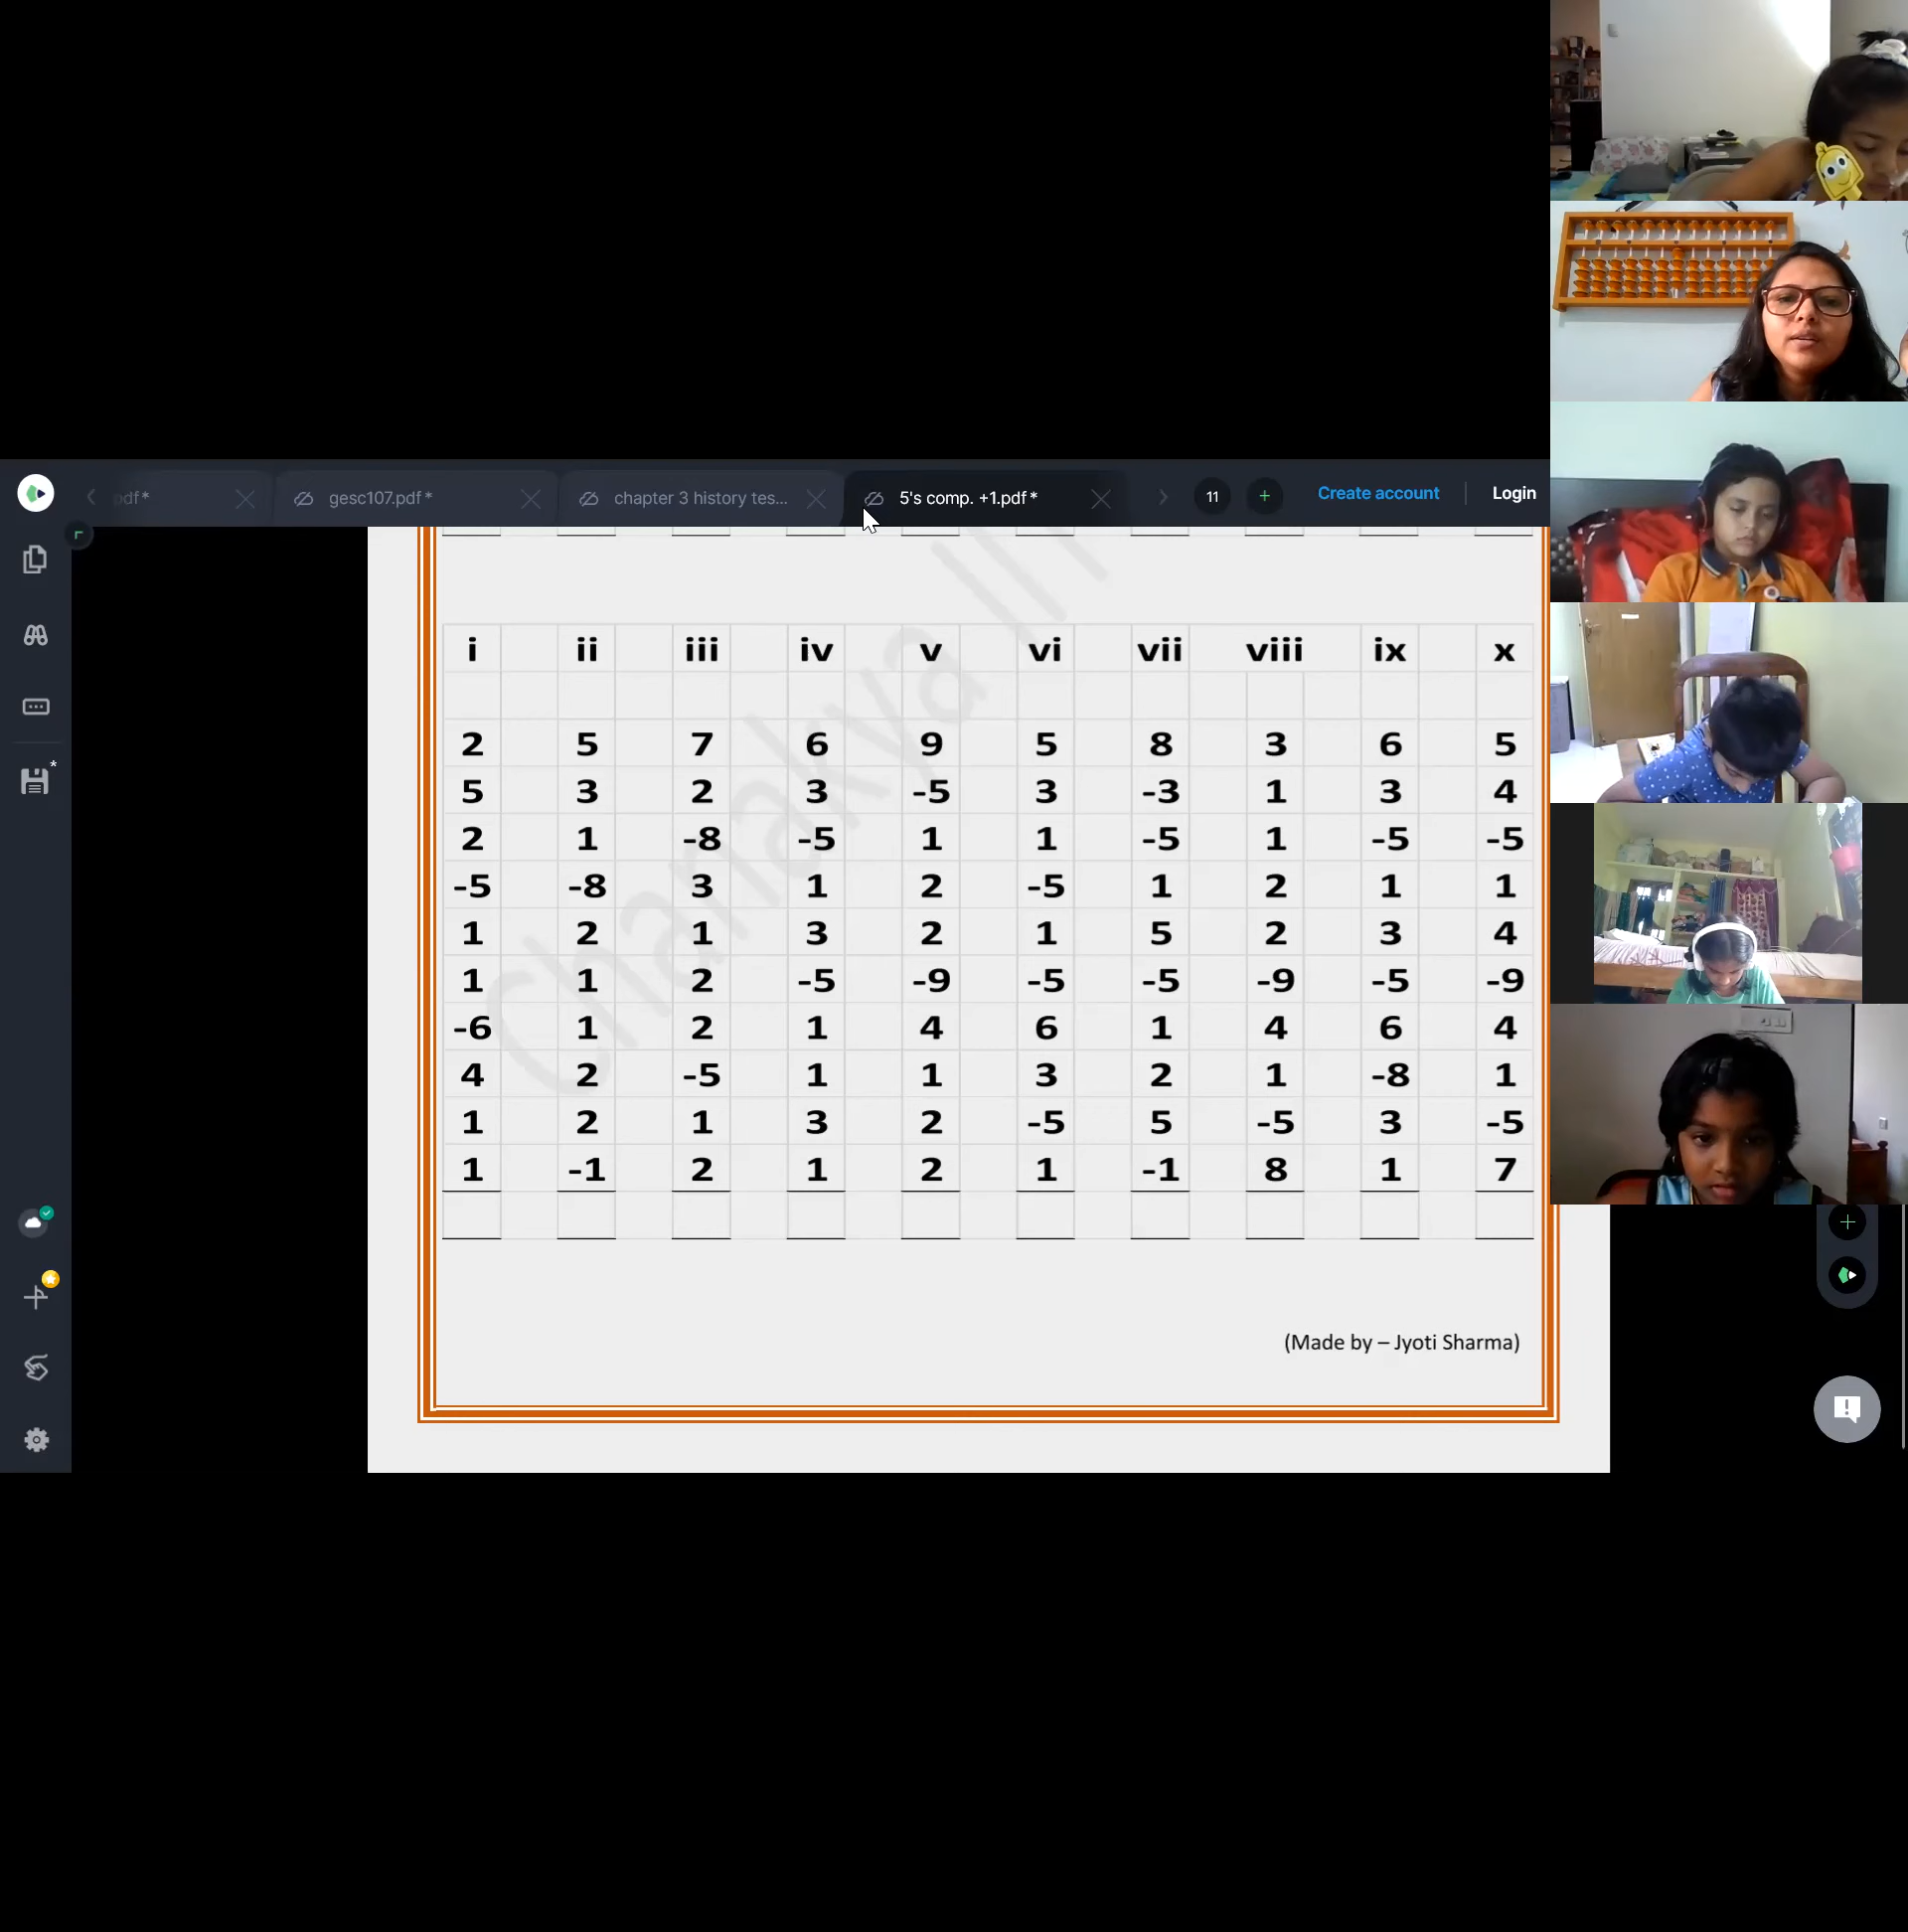 pdf*
gesc107.pdf*
chapter 3 history tes...
5's comp. +1.pdf*
11
+
Create account
Login
i ii iii iv v vi vii viii ix x
2 5 7 6 9 5 8 3 6 5
5 3 2 3 -5 3 -3 1 3 4
2 1 -8 -5 1 1 -5 1 -5 -5
-5 -8 3 1 2 -5 1 2 1 1
1 2 1 3 2 1 5 2 3 4
1 1 2 -5 -9 -5 -5 -9 -5 -9
-6 1 2 1 4 6 1 4 6 4
4 2 -5 1 1 3 2 1 -8 1
1 2 1 3 2 -5 5 -5 3 -5
1 -1 2 1 2 1 -1 8 1 7
Chanakya
(Made by – Jyoti Sharma)